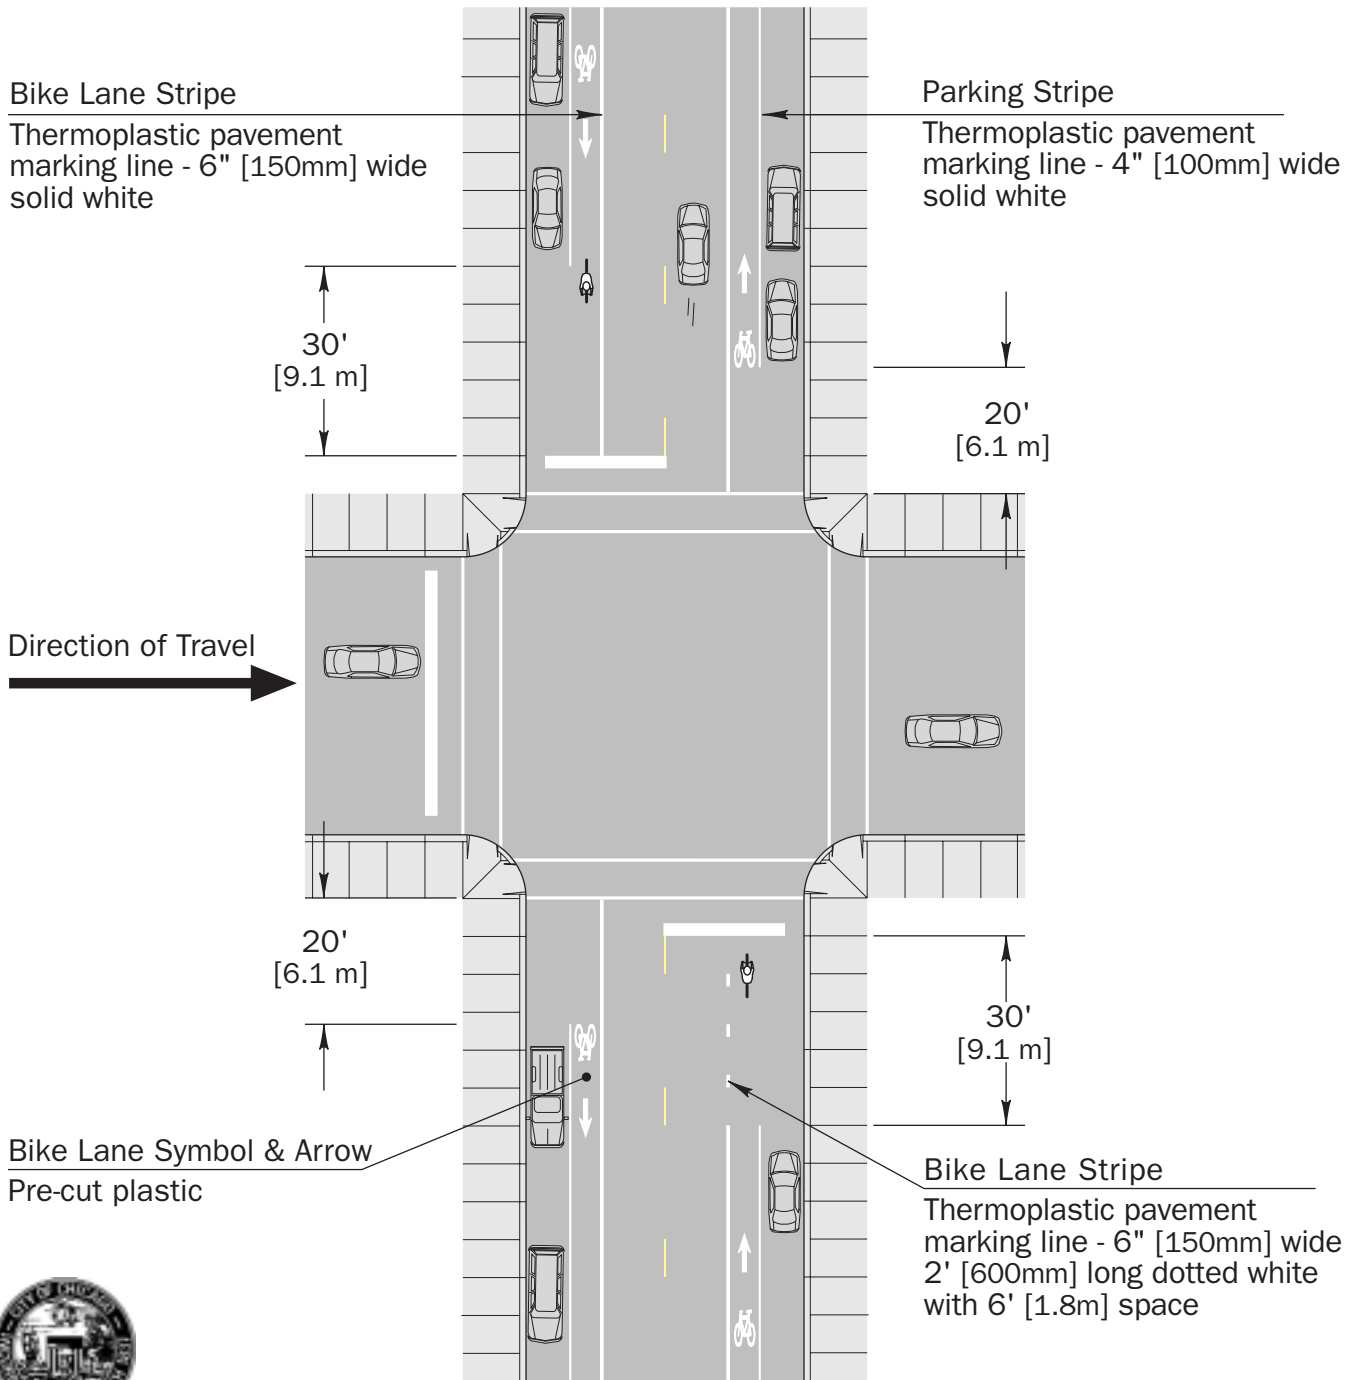 Bike Lane Stripe
Thermoplastic pavement
marking line - 6" [150mm] wide
solid white
Parking Stripe
Thermoplastic pavement
marking line - 4" [100mm] wide
solid white
30'
[9.1 m]
20'
[6.1 m]
Direction of Travel
20'
[6.1 m]
30'
[9.1 m]
Bike Lane Symbol & Arrow
Pre-cut plastic
Bike Lane Stripe
Thermoplastic pavement
marking line - 6" [150mm] wide
2' [600mm] long dotted white
with 6' [1.8m] space
CITY OF CHICAGO